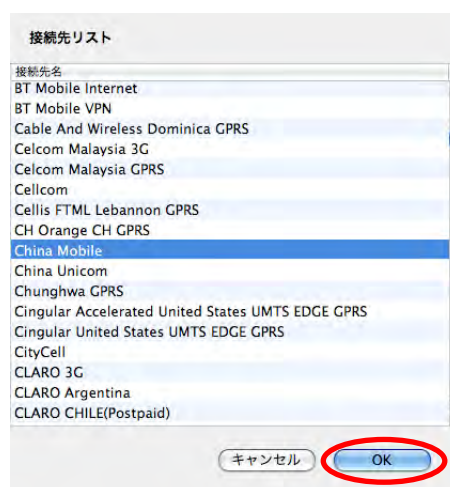 接続先リスト
接続先名
BT Mobile Internet
BT Mobile VPN
Cable And Wireless Dominica GPRS
Celcom Malaysia 3G
Celcom Malaysia GPRS
Cellcom
Cellis FTML Lebannon GPRS
CH Orange CH GPRS
China Mobile
China Unicom
Chunghwa GPRS
Cingular Accelerated United States UMTS EDGE GPRS
Cingular United States UMTS EDGE GPRS
CityCell
CLARO 3G
CLARO Argentina
CLARO CHILE(Postpaid)
キャンセル OK